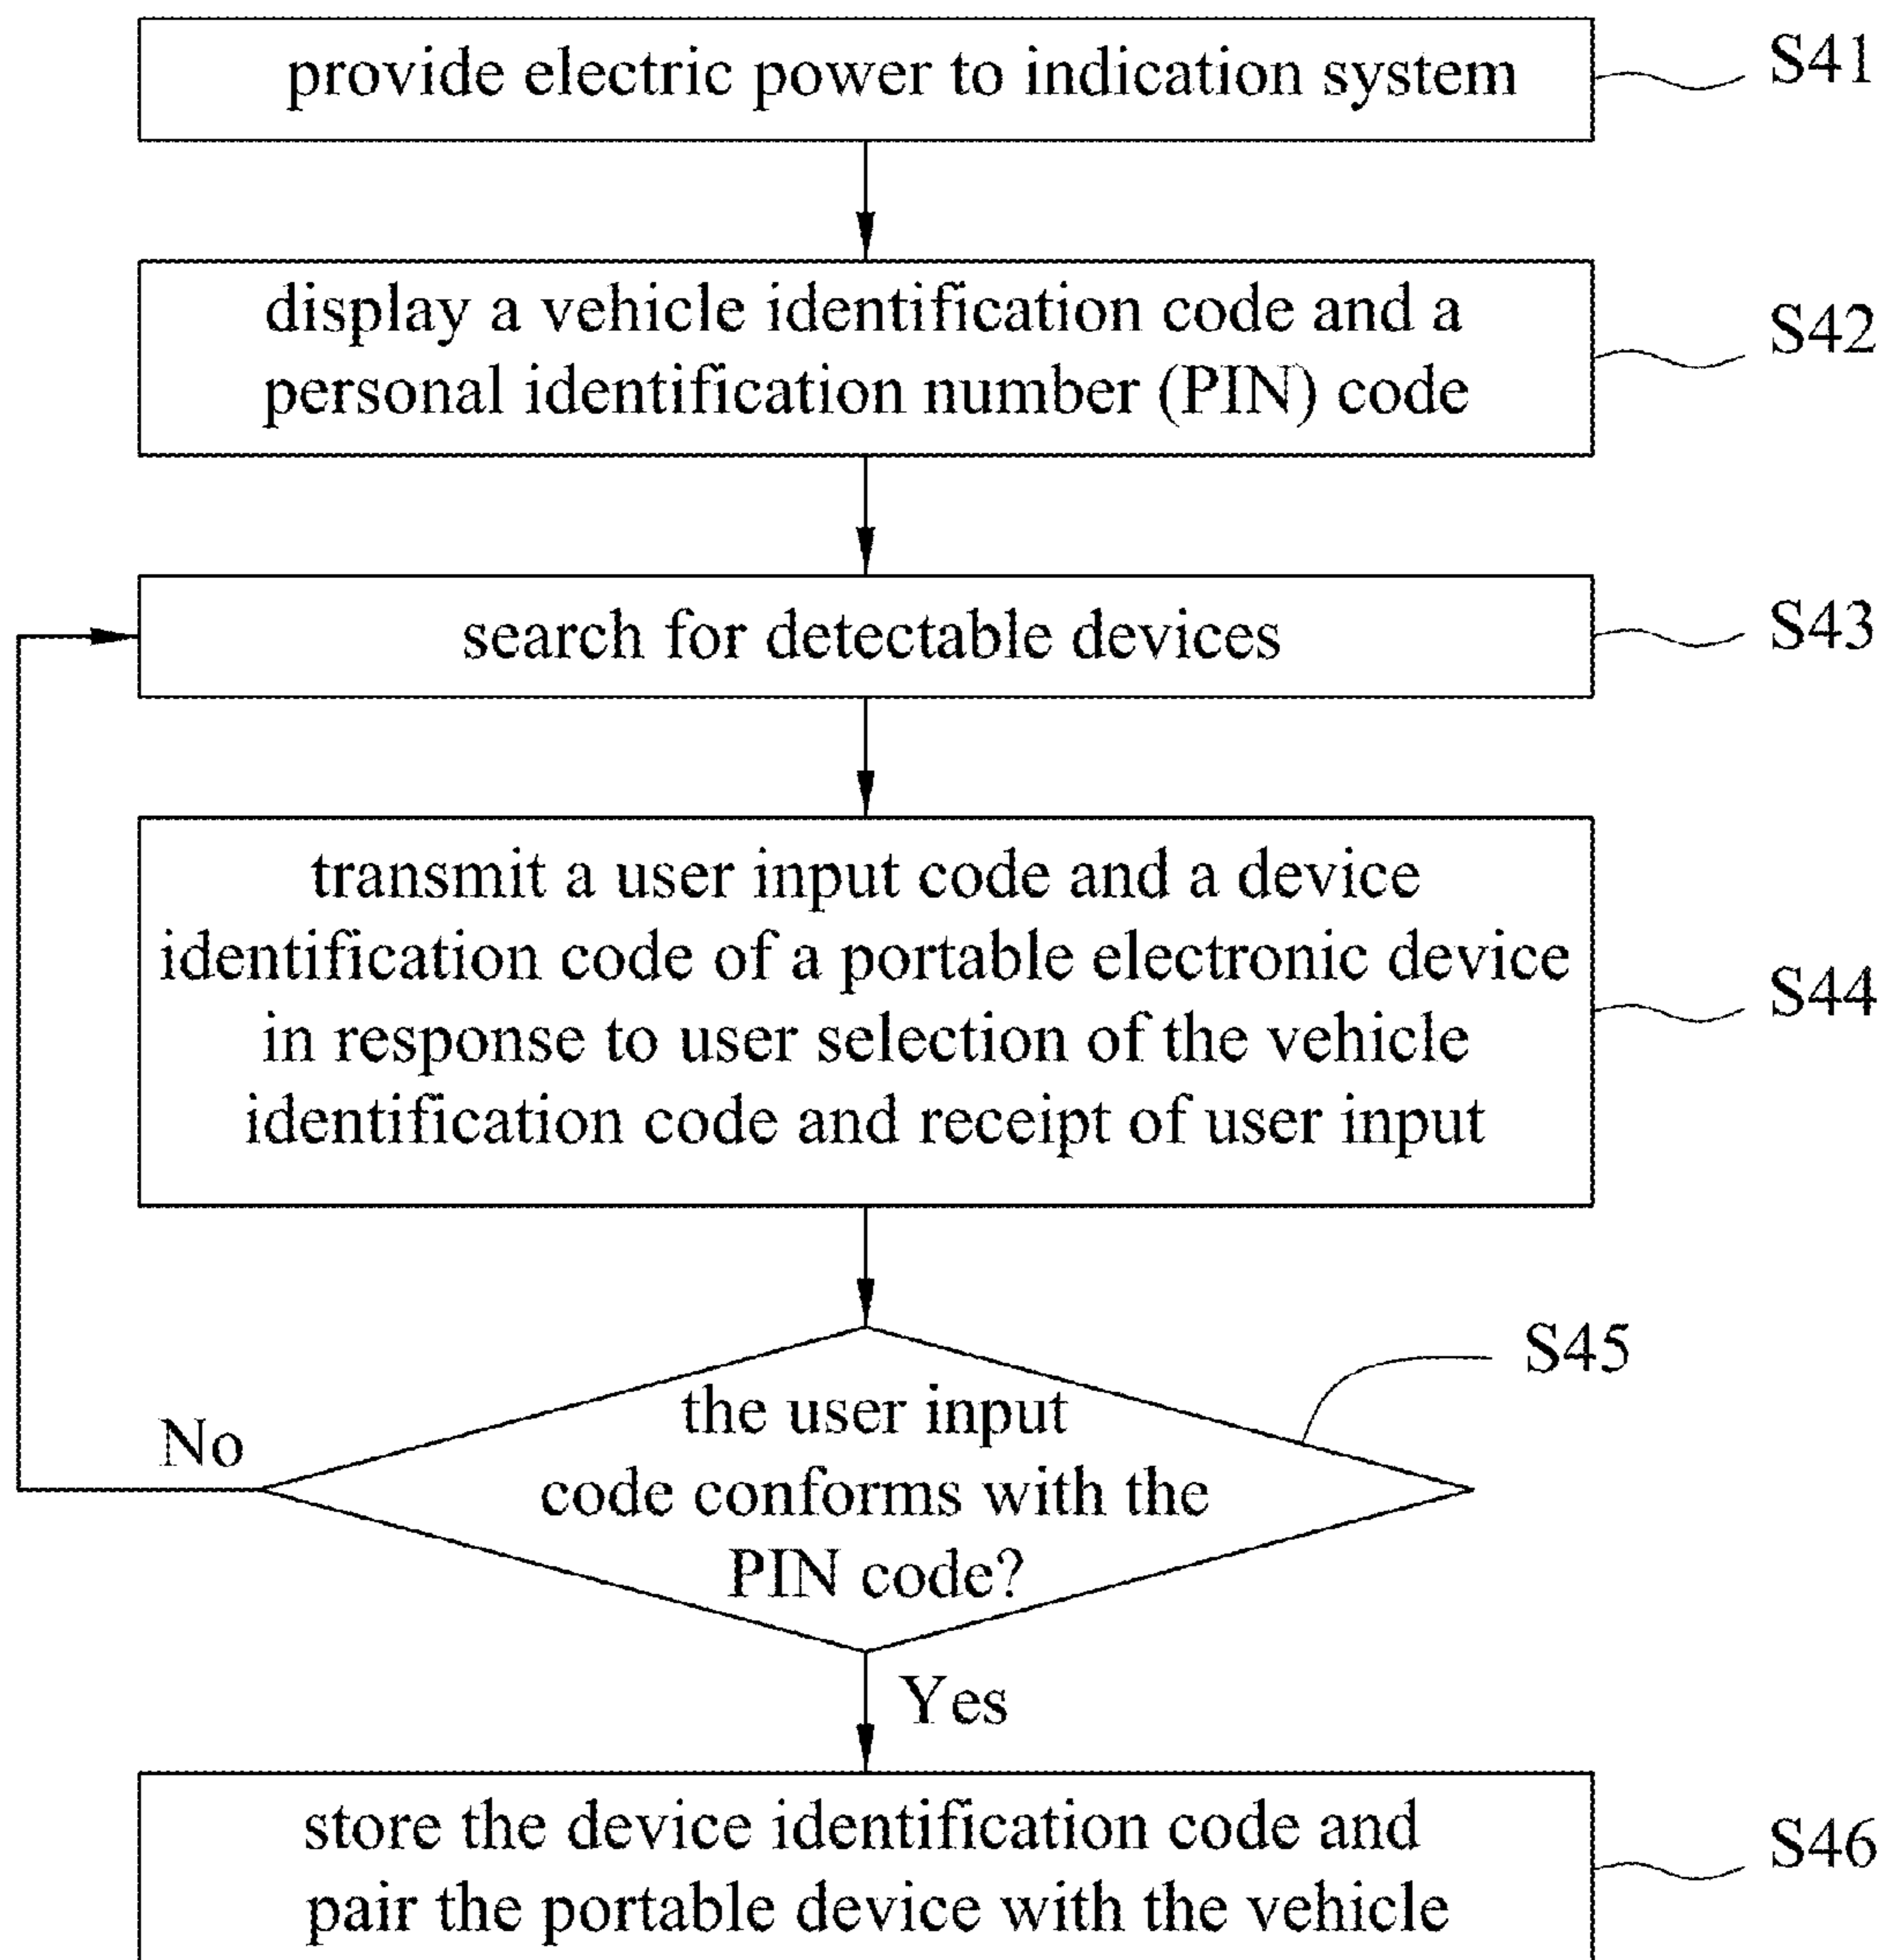 provide electric power to indication system
S41
display a vehicle identification code and a
personal identification number (PIN) code
S42
search for detectable devices
S43
transmit a user input code and a device
identification code of a portable electronic device
in response to user selection of the vehicle
identification code and receipt of user input
S44
the user input
code conforms with the
PIN code?
S45
No
Yes
store the device identification code and
pair the portable device with the vehicle
S46